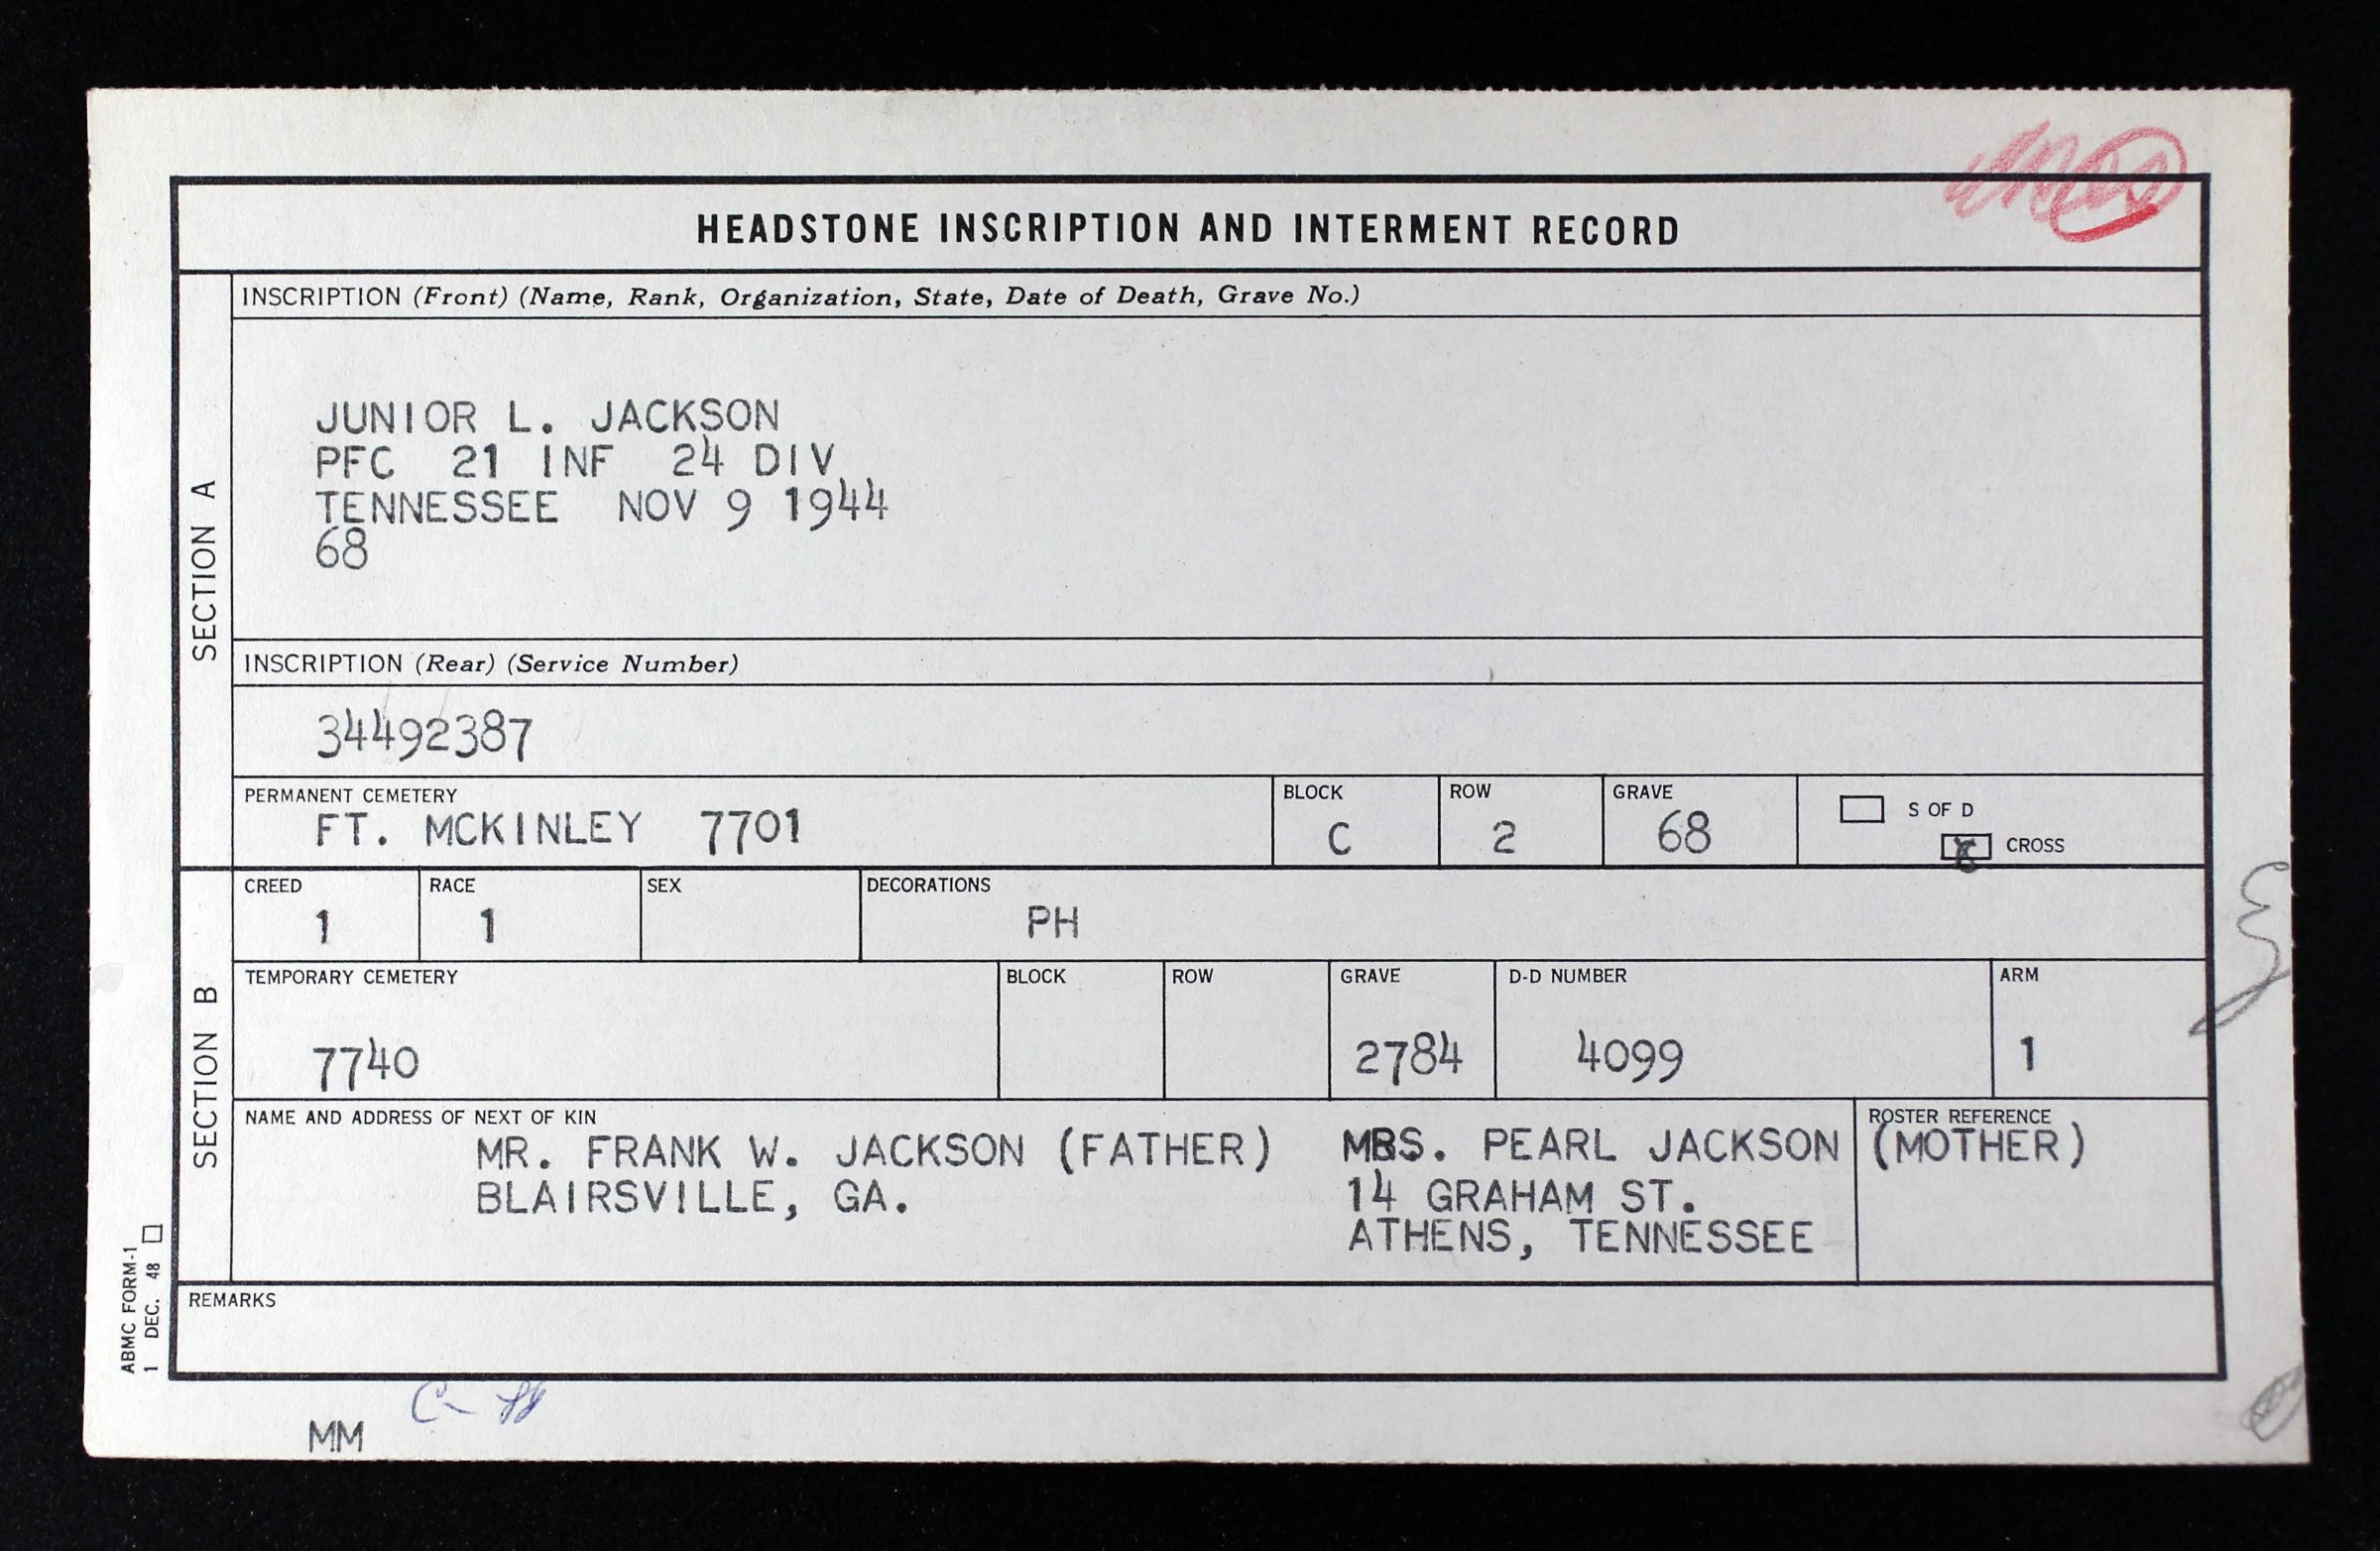 HEADSTONE INSCRIPTION AND INTERMENT RECORD
SECTION A
INSCRIPTION (Front) (Name, Rank, Organization, State, Date of Death, Grave No.)
JUNIOR L. JACKSON
PFC 21 INF 24 DIV
TENNESSEE NOV 9 1944
68
INSCRIPTION (Rear) (Service Number)
34492387
PERMANENT CEMETERY BLOCK ROW GRAVE
FT. MCKINLEY 7701 C 2 68
S OF D
X CROSS
SECTION B
CREED RACE SEX DECORATIONS
1 1 PH
TEMPORARY CEMETERY BLOCK ROW GRAVE D-D NUMBER ARM
7740 2784 4099 1
NAME AND ADDRESS OF NEXT OF KIN ROSTER REFERENCE
MR. FRANK W. JACKSON (FATHER) MRS. PEARL JACKSON (MOTHER)
BLAIRSVILLE, GA. 14 GRAHAM ST.
ATHENS, TENNESSEE
REMARKS
ABMC FORM-1
1 DEC. 48
MM